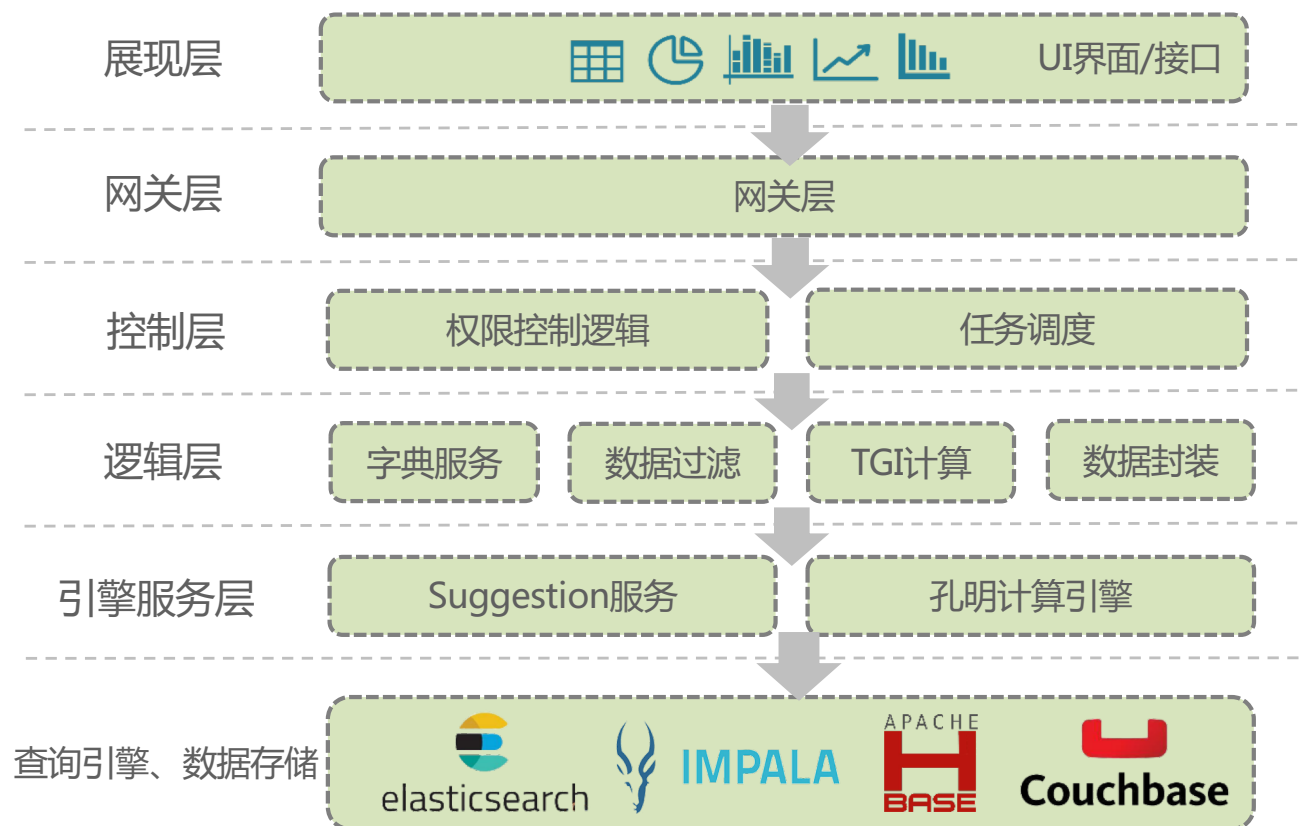 展现层
UI界面/接口
网关层
网关层
控制层
权限控制逻辑
任务调度
逻辑层
字典服务
数据过滤
TGI计算
数据封装
引擎服务层
Suggestion服务
孔明计算引擎
查询引擎、数据存储
elasticsearch
IMPALA
APACHE
HBASE
Couchbase